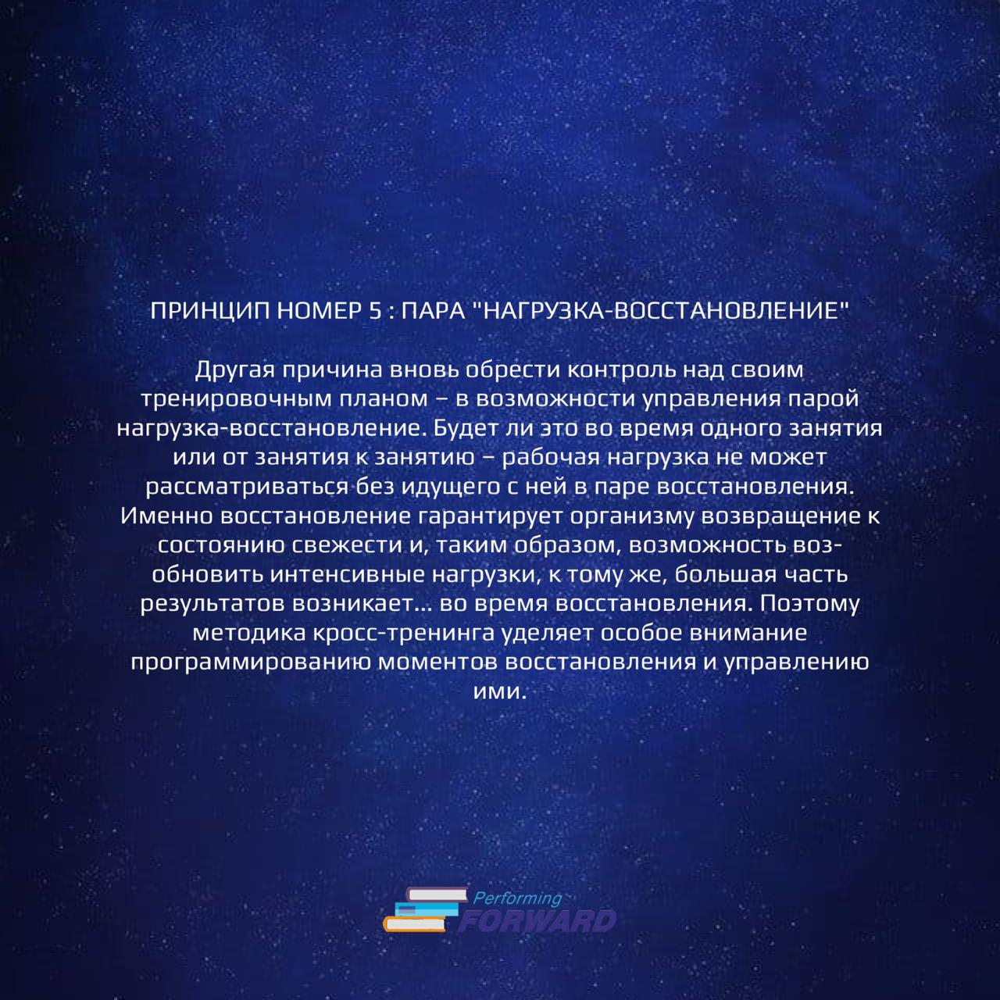 ПРИНЦИП НОМЕР 5 : ПАРА "НАГРУЗКА-ВОССТАНОВЛЕНИЕ"
Другая причина вновь обрести контроль над своим
тренировочным планом – в возможности управления парой
нагрузка-восстановление. Будет ли это во время одного занятия
или от занятия к занятию – рабочая нагрузка не может
рассматриваться без идущего с ней в паре восстановления.
Именно восстановление гарантирует организму возвращение к
состоянию свежести и, таким образом, возможность воз-
обновить интенсивные нагрузки, к тому же, большая часть
результатов возникает... во время восстановления. Поэтому
методика кросс-тренинга уделяет особое внимание
программированию моментов восстановления и управлению
ими.
Performing
FORWARD